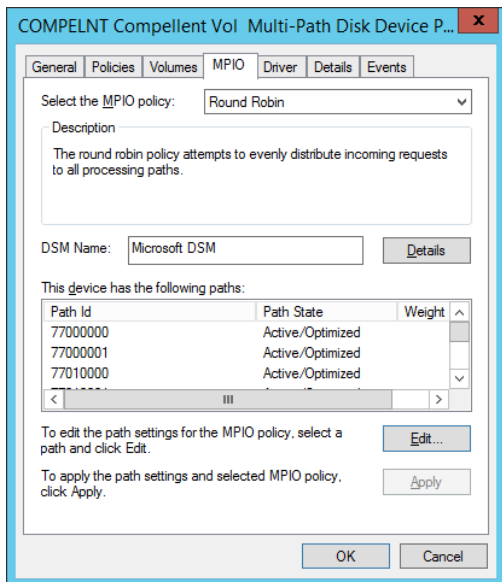 COMPELNT Compellent Vol Multi-Path Disk Device P... x
General Policies Volumes MPIO Driver Details Events
Select the MPIO policy: Round Robin
Description
The round robin policy attempts to evenly distribute incoming requests
to all processing paths.
DSM Name: Microsoft DSM Details
This device has the following paths:
Path Id Path State Weight
77000000 Active/Optimized
77000001 Active/Optimized
77010000 Active/Optimized
To edit the path settings for the MPIO policy, select a
path and click Edit.
Edit...
To apply the path settings and selected MPIO policy,
click Apply.
Apply
OK Cancel